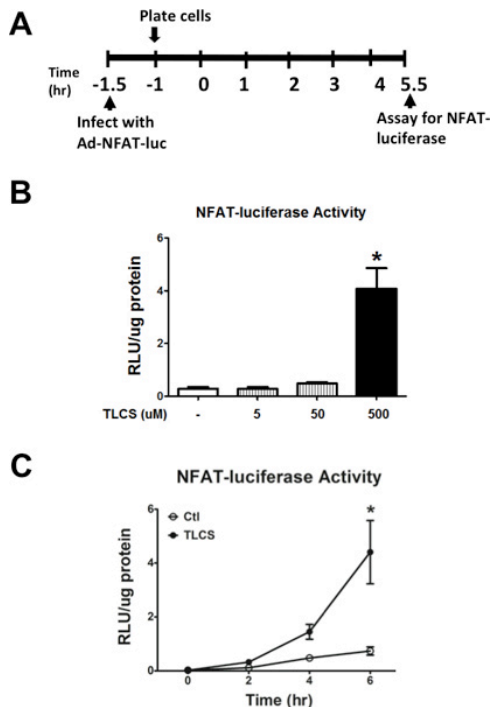 A
Plate cells
Time
(hr)
-1.5 -1 0 1 2 3 4 5.5
Infect with
Ad-NFAT-luc
Assay for NFAT-
luciferase
B
NFAT-luciferase Activity
RLU/ug protein
6
4
2
0
*
TLCS (uM) - 5 50 500
C
NFAT-luciferase Activity
RLU/ug protein
6
4
2
0
Ctl
TLCS
*
0 2 4 6
Time (hr)